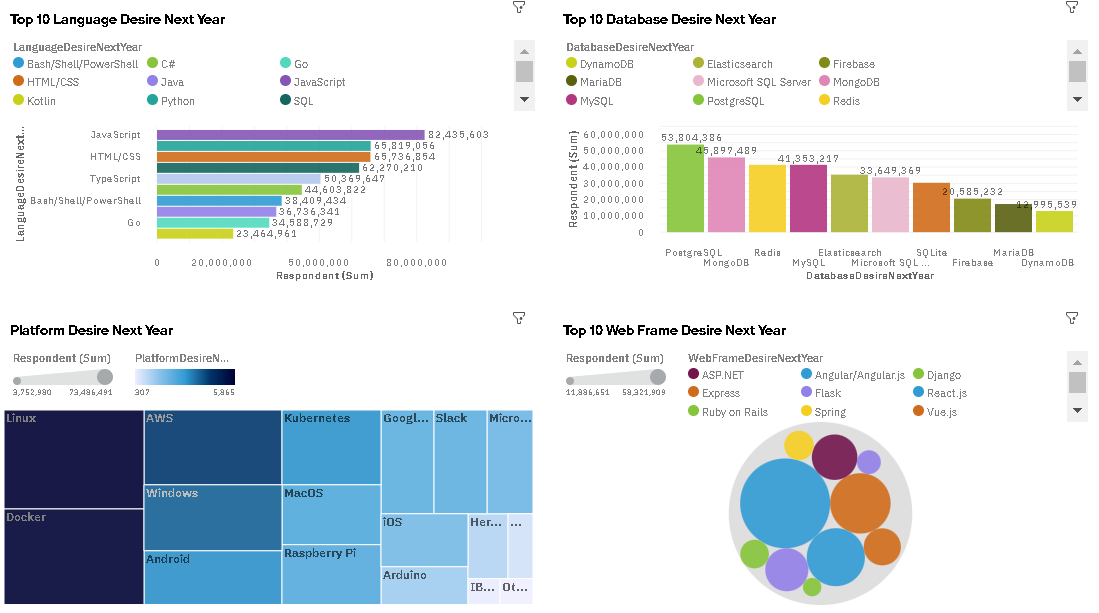 Top 10 Language Desire Next Year
LanguageDesireNextYear
Bash/Shell/PowerShell C# Go
HTML/CSS Java JavaScript
Kotlin Python SQL
LanguageDesireNext...
JavaScript 82,435,603
65,819,056
HTML/CSS 65,736,854
62,270,210
TypeScript 50,369,647
44,603,822
Bash/Shell/PowerShell 38,409,434
36,736,341
Go 34,588,729
23,464,961
0 20,000,000 50,000,000 80,000,000
Respondent (Sum)
Top 10 Database Desire Next Year
DatabaseDesireNextYear
DynamoDB Elasticsearch Firebase
MariaDB Microsoft SQL Server MongoDB
MySQL PostgreSQL Redis
Respondent (Sum)
60,000,000
50,000,000
40,000,000
30,000,000
20,000,000
10,000,000
0
53,804,386
45,897,489
41,353,217
33,649,369
20,585,232
12,995,539
PostgreSQL Redis Elasticsearch SQLite MariaDB
MongoDB MySQL Microsoft SQL ... Firebase DynamoDB
DatabaseDesireNextYear
Platform Desire Next Year
Respondent (Sum) PlatformDesireN...
3,752,980 73,486,491 307 5,865
Linux AWS Kubernetes Googl... Slack Micro...
Windows MacOS
Docker iOS Her... ...
Android Raspberry Pi
Arduino IB... Ot...
Top 10 Web Frame Desire Next Year
Respondent (Sum) WebFrameDesireNextYear
11,886,651 58,321,909
ASP.NET Angular/Angular.js Django
Express Flask React.js
Ruby on Rails Spring Vue.js